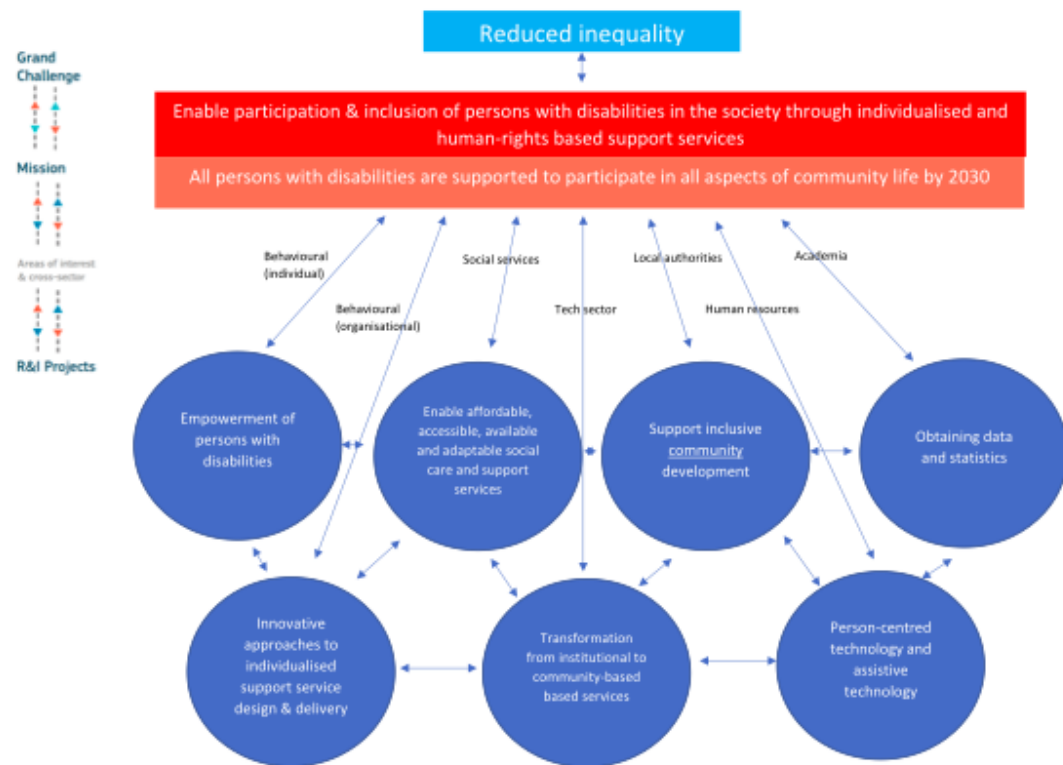 Reduced inequality
Grand
Challenge
Enable participation & inclusion of persons with disabilities in the society through individualised and
human-rights based support services
Mission
All persons with disabilities are supported to participate in all aspects of community life by 2030
Areas of interest
& cross-sector
Behavioural
(individual)
Social services
Local authorities
Academia
Behavioural
(organisational)
Tech sector
Human resources
R&I Projects
Empowerment of
persons with
disabilities
Enable affordable,
accessible, available
and adaptable social
care and support
services
Support inclusive
community
development
Obtaining data
and statistics
Innovative
approaches to
individualised
support service
design & delivery
Transformation
from institutional to
community-based
based services
Person-centred
technology and
assistive
technology